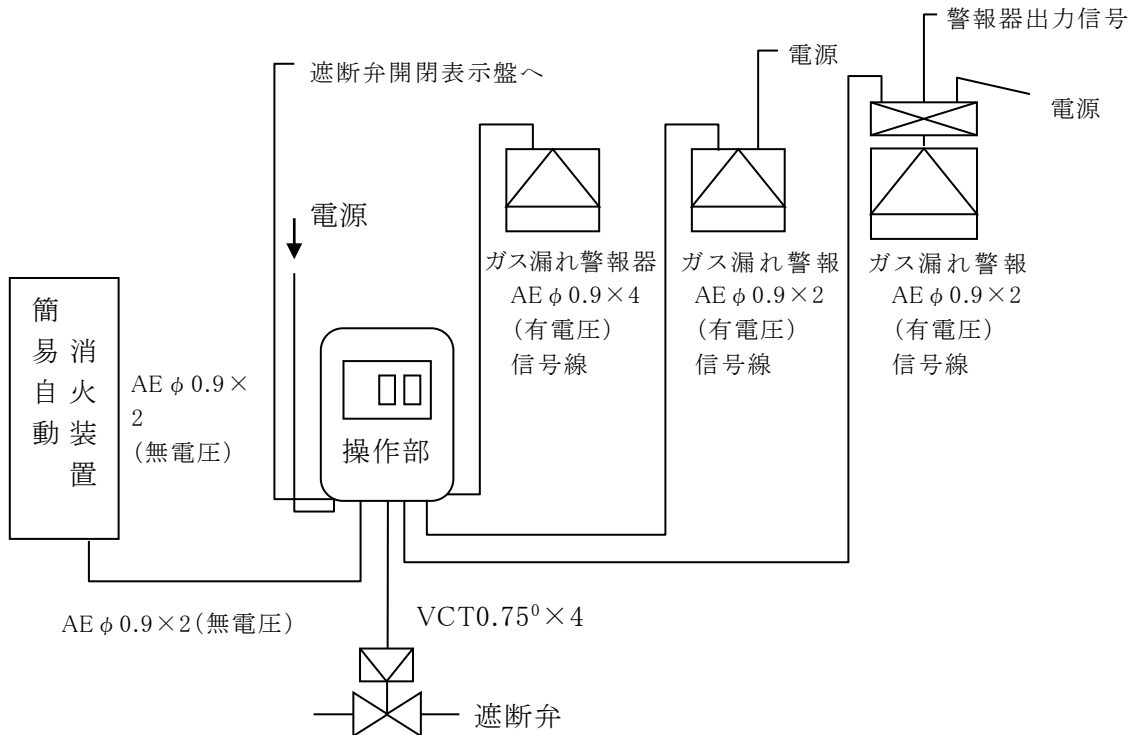 警報器出力信号
電源
遮断弁開閉表示盤へ
電源
電源
ガス漏れ警報器
AEφ0.9×4
(有電圧)
信号線
ガス漏れ警報
AEφ0.9×2
(有電圧)
信号線
ガス漏れ警報
AEφ0.9×2
(有電圧)
信号線
簡易自動
消火装置
AEφ0.9×
2
(無電圧)
操作部
AEφ0.9×2(無電圧)
VCT0.75⁰×4
遮断弁